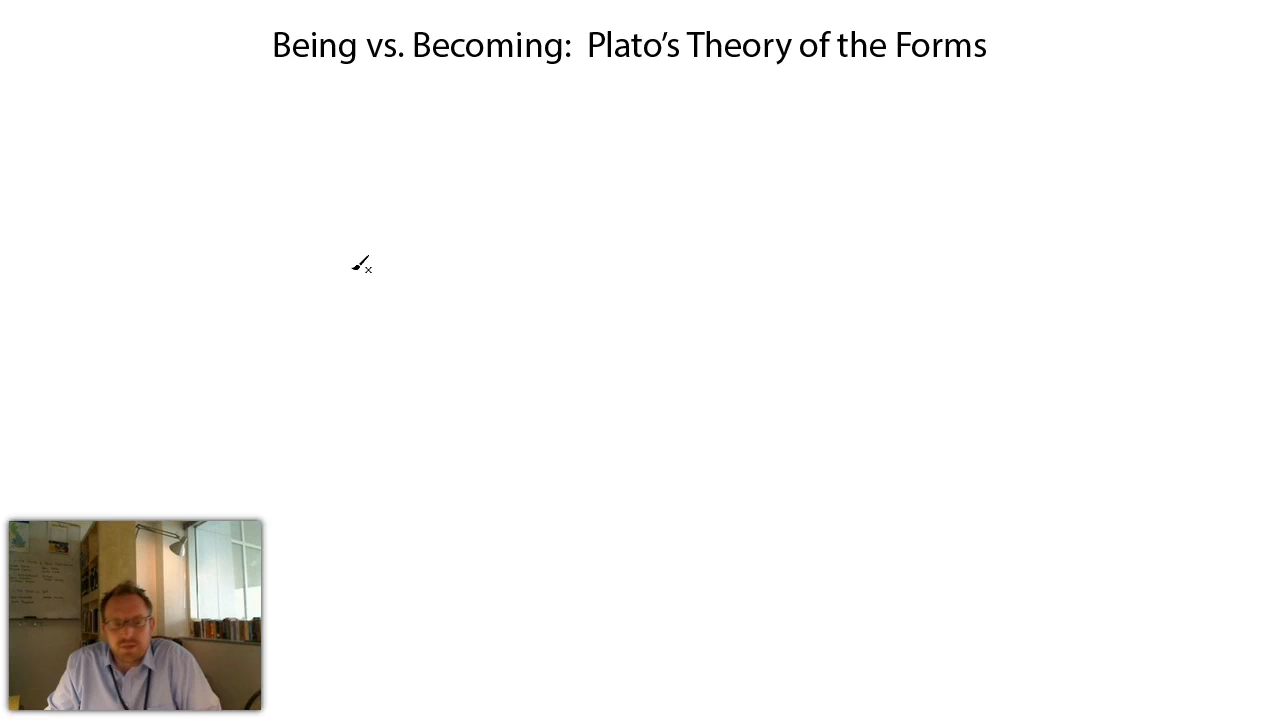 Being vs. Becoming:  Plato’s Theory of the Forms